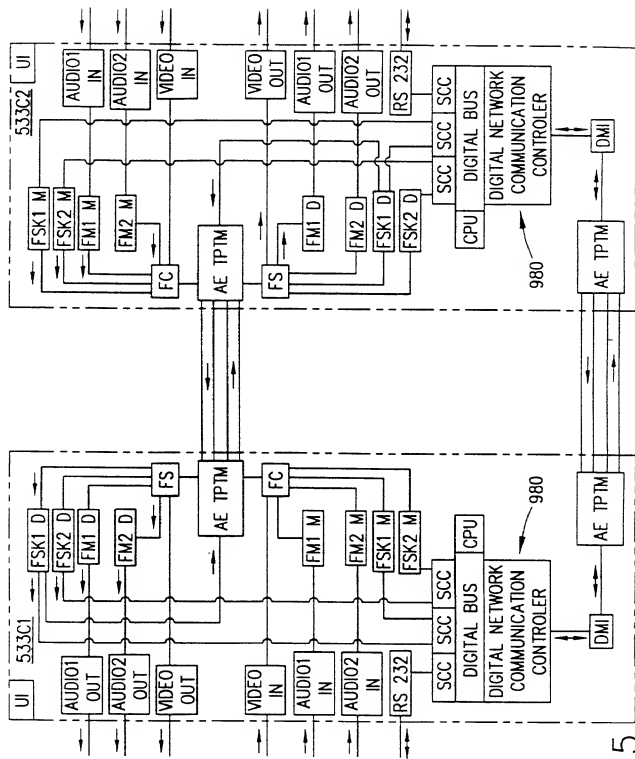 533C1
UI
AUDIO1 OUT
AUDIO2 OUT
VIDEO OUT
VIDEO IN
AUDIO1 IN
AUDIO2 IN
RS 232
FSK1 D
FSK2 D
FM1 D
FM2 D
FS
AE TPTM
FC
FM1 M
FM2 M
FSK1 M
FSK2 M
SCC
SCC
SCC
CPU
DIGITAL BUS
DIGITAL NETWORK
COMMUNICATION
CONTROLER
980
DMI
AE TPTM
533C2
UI
AUDIO1 IN
AUDIO2 IN
VIDEO IN
VIDEO OUT
AUDIO1 OUT
AUDIO2 OUT
RS 232
FSK1 M
FSK2 M
FM1 M
FM2 M
FC
AE TPTM
FS
FM1 D
FM2 D
FSK1 D
FSK2 D
SCC
SCC
SCC
CPU
DIGITAL BUS
DIGITAL NETWORK
COMMUNICATION
CONTROLLER
980
DMI
AE TPTM
5